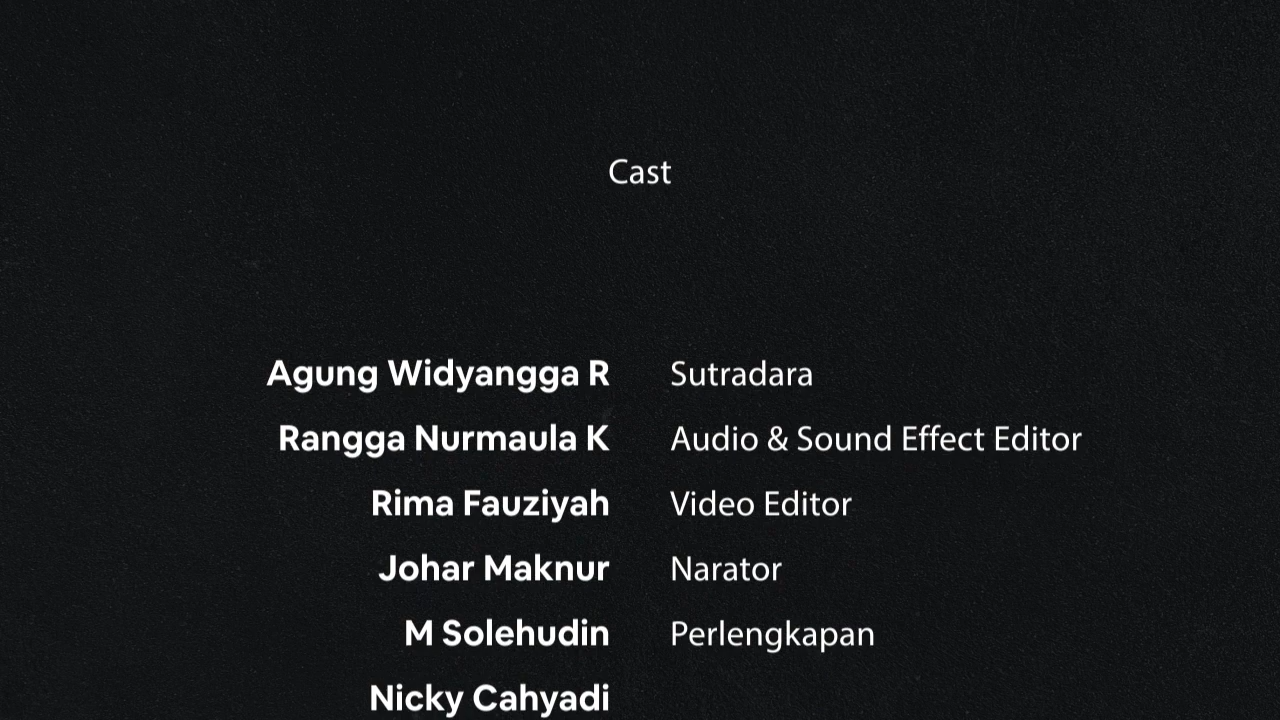 Cast
Agung Widyangga R Sutradara
Rangga Nurmaula K Audio & Sound Effect Editor
Rima Fauziyah Video Editor
Johar Maknur Narator
M Solehudin Perlengkapan
Nicky Cahyadi